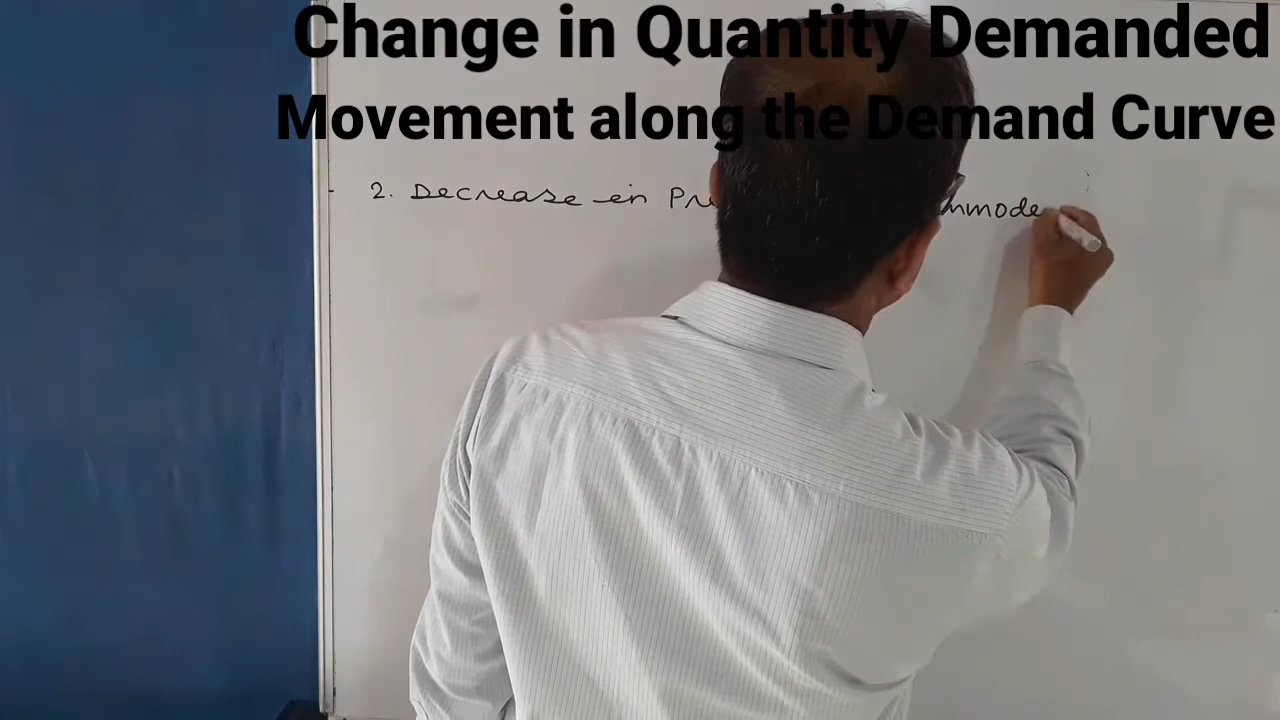 Change in Quantity Demanded
Movement along the Demand Curve
2. Decrease in